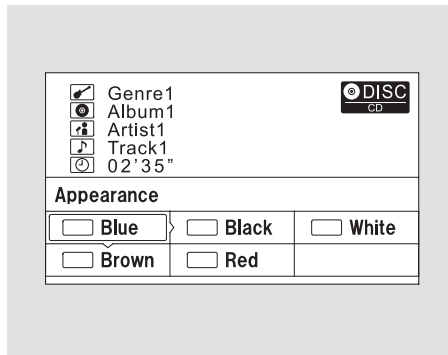 Genre1
DISC
CD
Album1
Artist1
Track1
02'35”
Appearance
Blue Black White
Brown Red